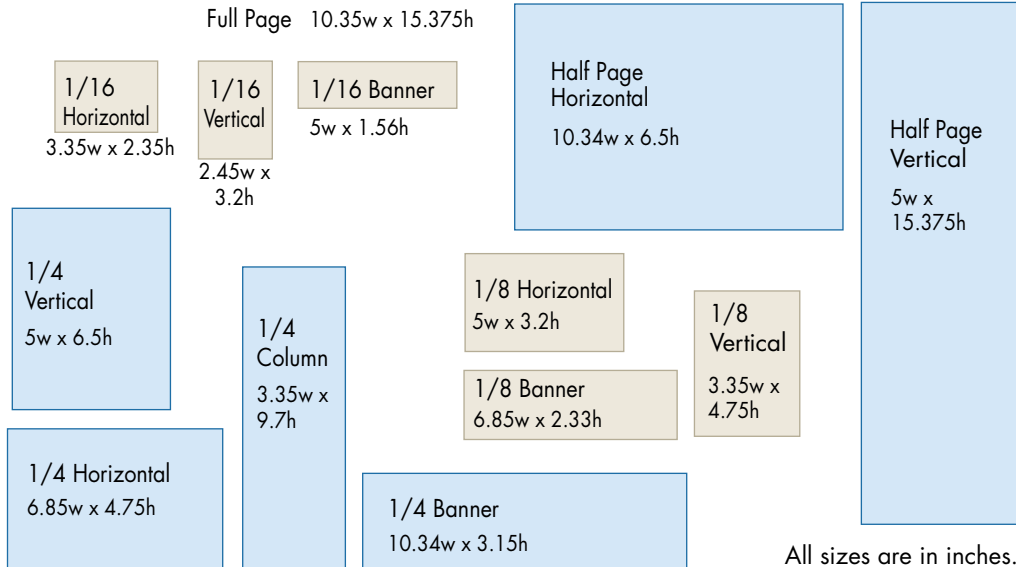 Full Page 10.35w x 15.375h
1/16
Horizontal
3.35w x 2.35h
1/16
Vertical
2.45w x
3.2h
1/16 Banner
5w x 1.56h
Half Page
Horizontal
10.34w x 6.5h
Half Page
Vertical
5w x
15.375h
1/4
Vertical
5w x 6.5h
1/4
Column
3.35w x
9.7h
1/8 Horizontal
5w x 3.2h
1/8
Vertical
3.35w x
4.75h
1/8 Banner
6.85w x 2.33h
1/4 Horizontal
6.85w x 4.75h
1/4 Banner
10.34w x 3.15h
All sizes are in inches.